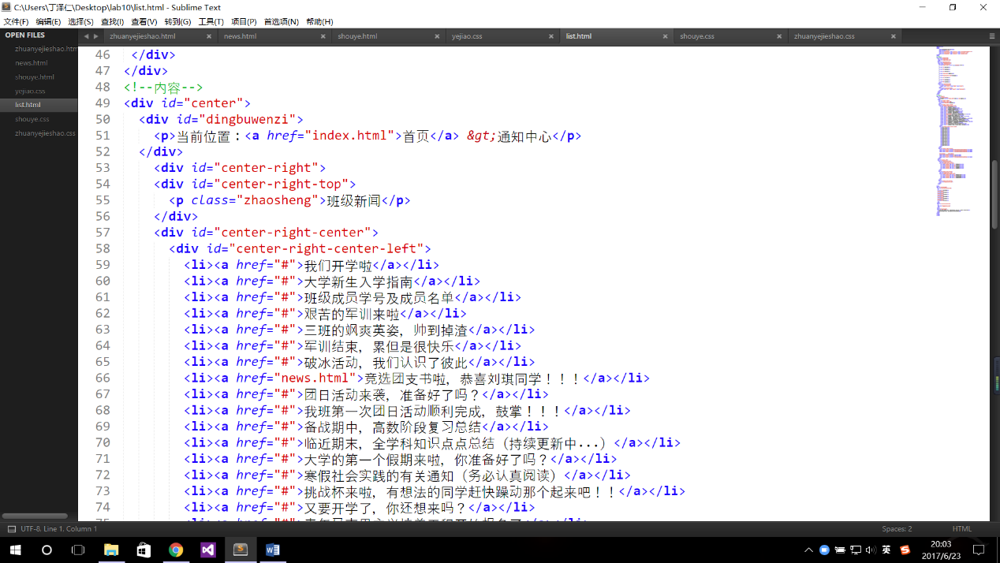 C:\Users\丁泽仁\Desktop\lab10\list.html - Sublime Text
文件(F) 编辑(E) 选择(S) 查找(I) 查看(V) 转到(G) 工具(T) 项目(P) 首选项(N) 帮助(H)
OPEN FILES
zhuanyejieshao.htm
news.html
shouye.html
yejiao.css
list.html
shouye.css
zhuanyejieshao.css
zhuanyejieshao.html news.html shouye.html yejiao.css list.html shouye.css zhuanyejieshao.css
46 </div>
47 </div>
48 <!--内容-->
49 <div id="center">
50 <div id="dingbuwenzi">
51 <p>当前位置：<a href="index.html">首页</a> &gt;通知中心</p>
52 </div>
53 <div id="center-right">
54 <div id="center-right-top">
55 <p class="zhaosheng">班级新闻</p>
56 </div>
57 <div id="center-right-center">
58 <div id="center-right-center-left">
59 <li><a href="#">我们开学啦</a></li>
60 <li><a href="#">大学新生入学指南</a></li>
61 <li><a href="#">班级成员学号及成员名单</a></li>
62 <li><a href="#">艰苦的军训来啦</a></li>
63 <li><a href="#">三班的飒爽英姿，帅到掉渣</a></li>
64 <li><a href="#">军训结束，累但是很快乐</a></li>
65 <li><a href="#">破冰活动，我们认识了彼此</a></li>
66 <li><a href="news.html">竞选团支书啦，恭喜刘琪同学！！！</a></li>
67 <li><a href="#">团日活动来袭，准备好了吗？</a></li>
68 <li><a href="#">我班第一次团日活动顺利完成，鼓掌！！！</a></li>
69 <li><a href="#">备战期中，高数阶段复习总结</a></li>
70 <li><a href="#">临近期末，全学科知识点点总结（持续更新中...）</a></li>
71 <li><a href="#">大学的第一个假期来啦，你准备好了吗？</a></li>
72 <li><a href="#">寒假社会实践的有关通知（务必认真阅读）</a></li>
73 <li><a href="#">挑战杯来啦，有想法的同学赶快躁动那个起来吧！！</a></li>
74 <li><a href="#">又要开学了，你还想来吗？</a></li>
UTF-8, Line 1, Column 1
Spaces: 2
HTML
英
20:03
2017/6/23